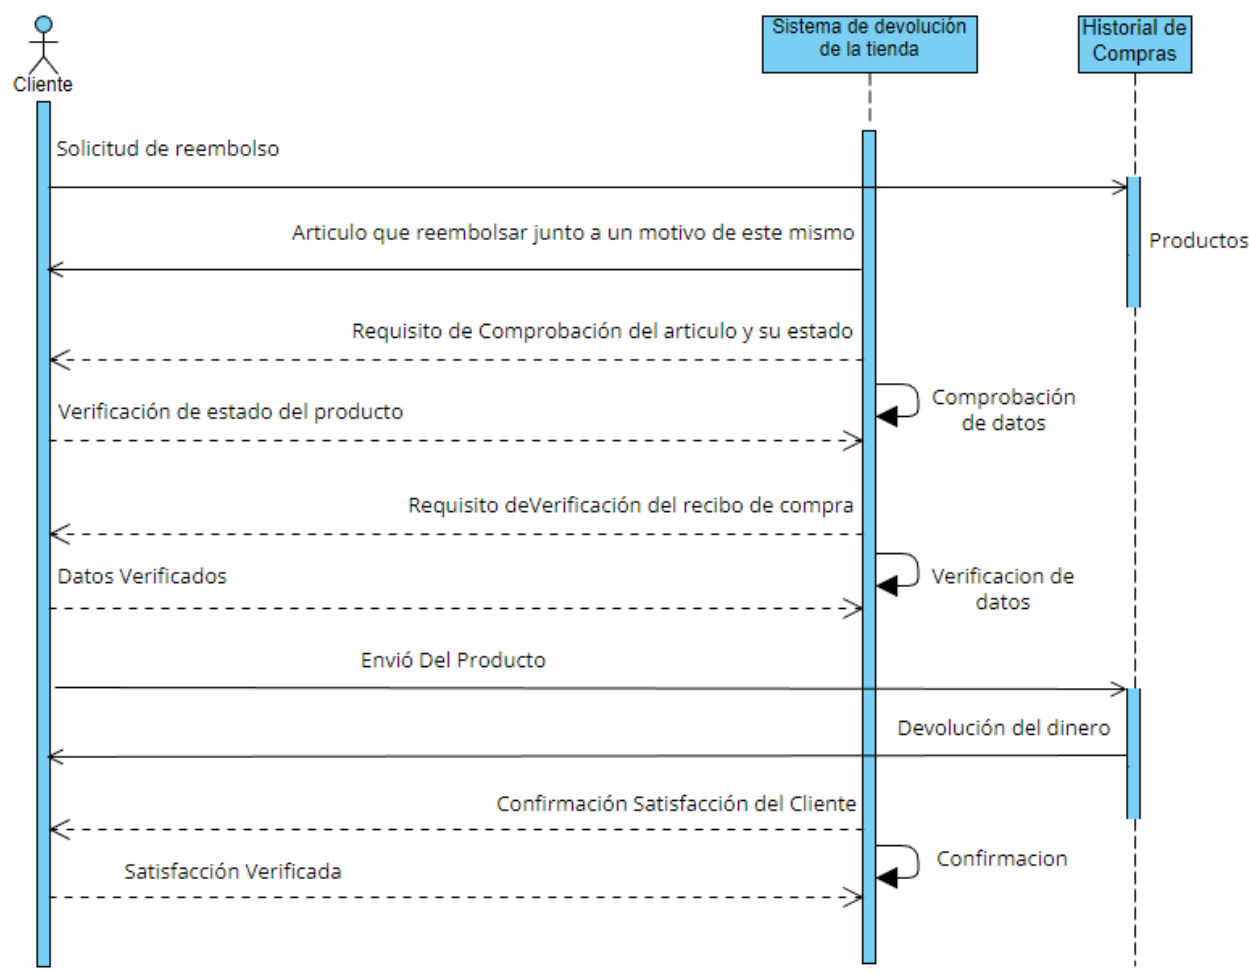 Sistema de devolución
de la tienda
Historial de
Compras
Cliente
Solicitud de reembolso
Articulo que reembolsar junto a un motivo de este mismo
Productos
Requisito de Comprobación del articulo y su estado
Comprobación
de datos
Verificación de estado del producto
Requisito deVerificación del recibo de compra
Datos Verificados
Verificacion de
datos
Envió Del Producto
Devolución del dinero
Confirmación Satisfacción del Cliente
Confirmacion
Satisfacción Verificada